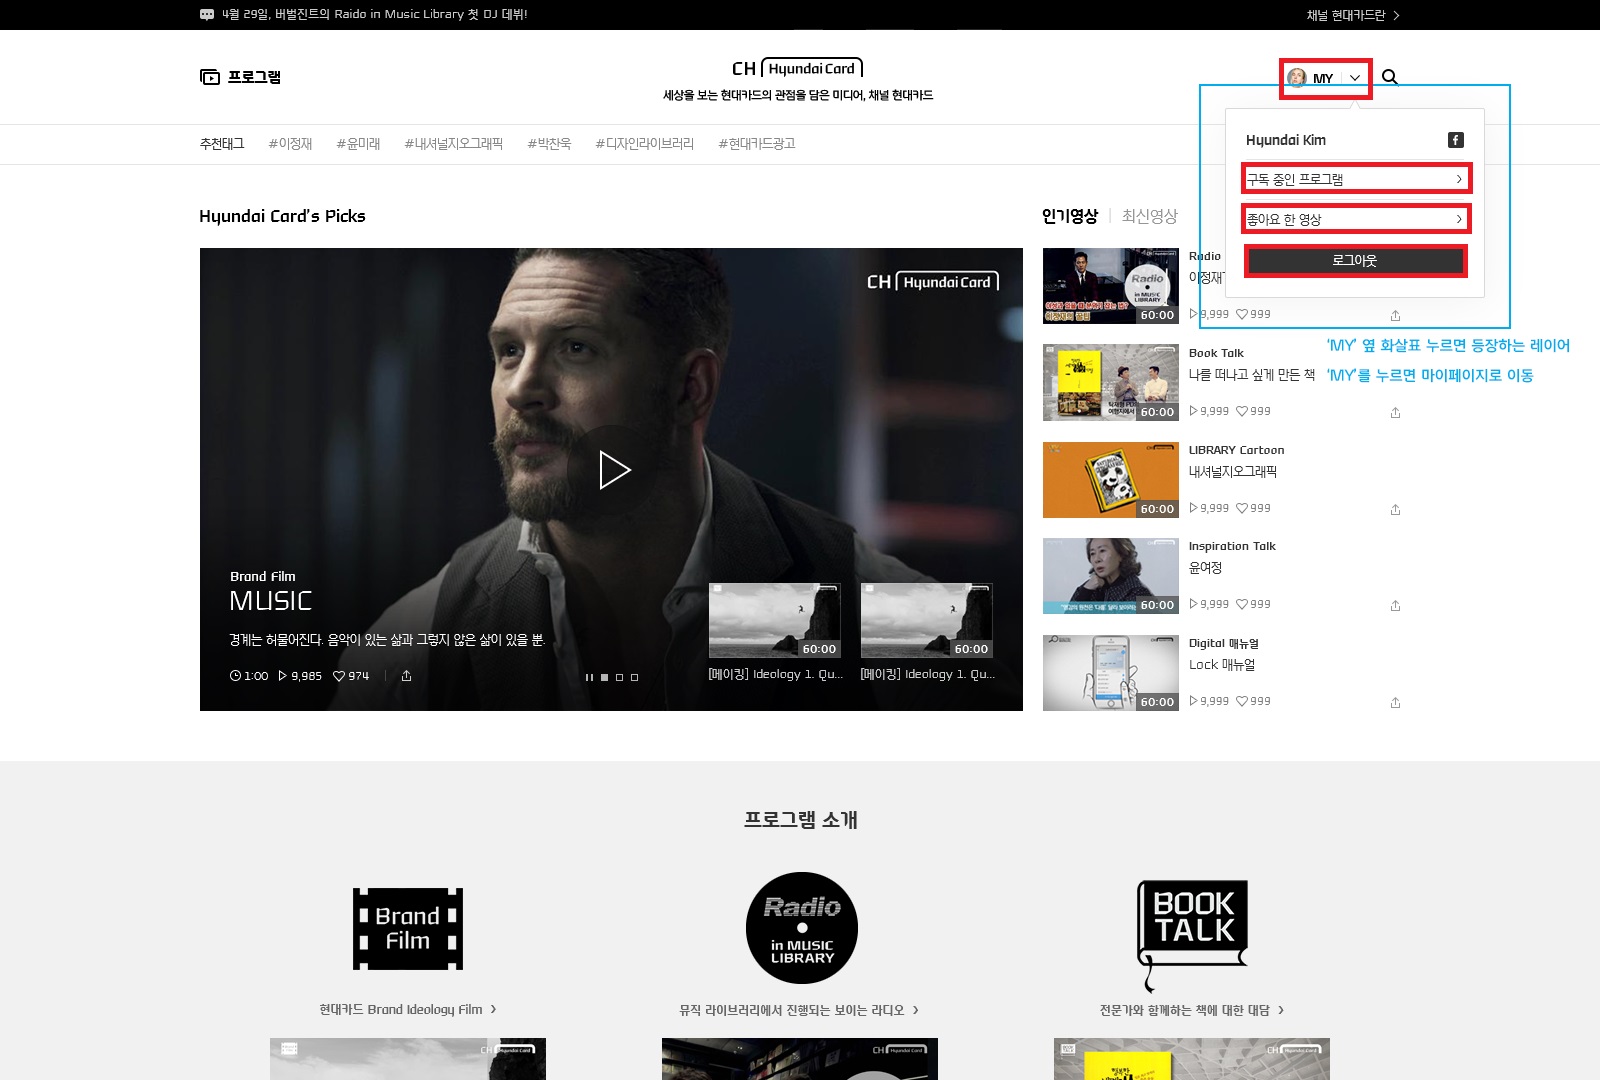 4월 29일, 버벌진트의 Raido in Music Library 첫 DJ 데뷔!
채널 현대카드란
프로그램
CH Hyundai Card
세상을 보는 현대카드의 관점을 담은 미디어, 채널 현대카드
MY
추천태그 #이정재 #윤미래 #내셔널지오그래픽 #박찬욱 #디자인라이브러리 #현대카드광고
Hyundai Kim
구독 중인 프로그램
좋아요 한 영상
로그아웃
‘MY’ 옆 화살표 누르면 등장하는 레이어
‘MY’를 누르면 마이페이지로 이동
Hyundai Card's Picks
CH Hyundai Card
Brand Film
MUSIC
경계는 허물어진다. 음악이 있는 삶과 그렇지 않은 삶이 있을 뿐.
1:00 9,985 974
60:00
[메이킹] Ideology 1. Qu...
60:00
[메이킹] Ideology 1. Qu...
인기영상 최신영상
Radio
in MUSIC
LIBRARY
60:00
Radio
이정재
9,999 999
60:00
Book Talk
나를 떠나고 싶게 만든 책
9,999 999
60:00
LIBRARY Cartoon
내셔널지오그래픽
9,999 999
60:00
Inspiration Talk
윤여정
9,999 999
60:00
Digital 매뉴얼
Lock 매뉴얼
9,999 999
프로그램 소개
Brand
Film
현대카드 Brand Ideology Film
Radio
in MUSIC
LIBRARY
뮤직 라이브러리에서 진행되는 보이는 라디오
BOOK
TALK
전문가와 함께하는 책에 대한 대담
CH Hyundai Card
CH Hyundai Card
CH Hyundai Card